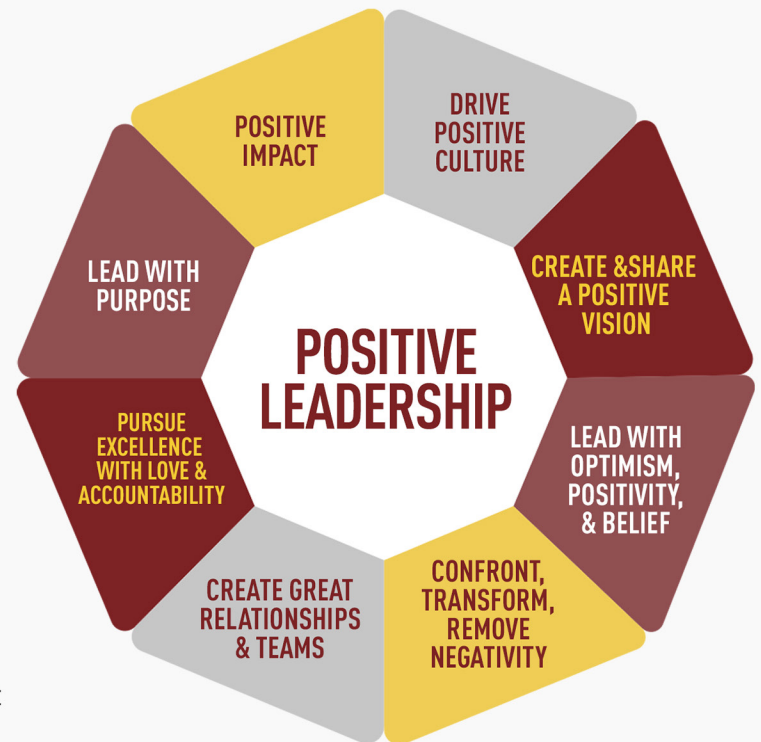 POSITIVE
LEADERSHIP
DRIVE
POSITIVE
CULTURE
CREATE &SHARE
A POSITIVE
VISION
LEAD WITH
OPTIMISM,
POSITIVITY,
& BELIEF
CONFRONT,
TRANSFORM,
REMOVE
NEGATIVITY
CREATE GREAT
RELATIONSHIPS
& TEAMS
PURSUE
EXCELLENCE
WITH LOVE &
ACCOUNTABILITY
LEAD WITH
PURPOSE
POSITIVE
IMPACT